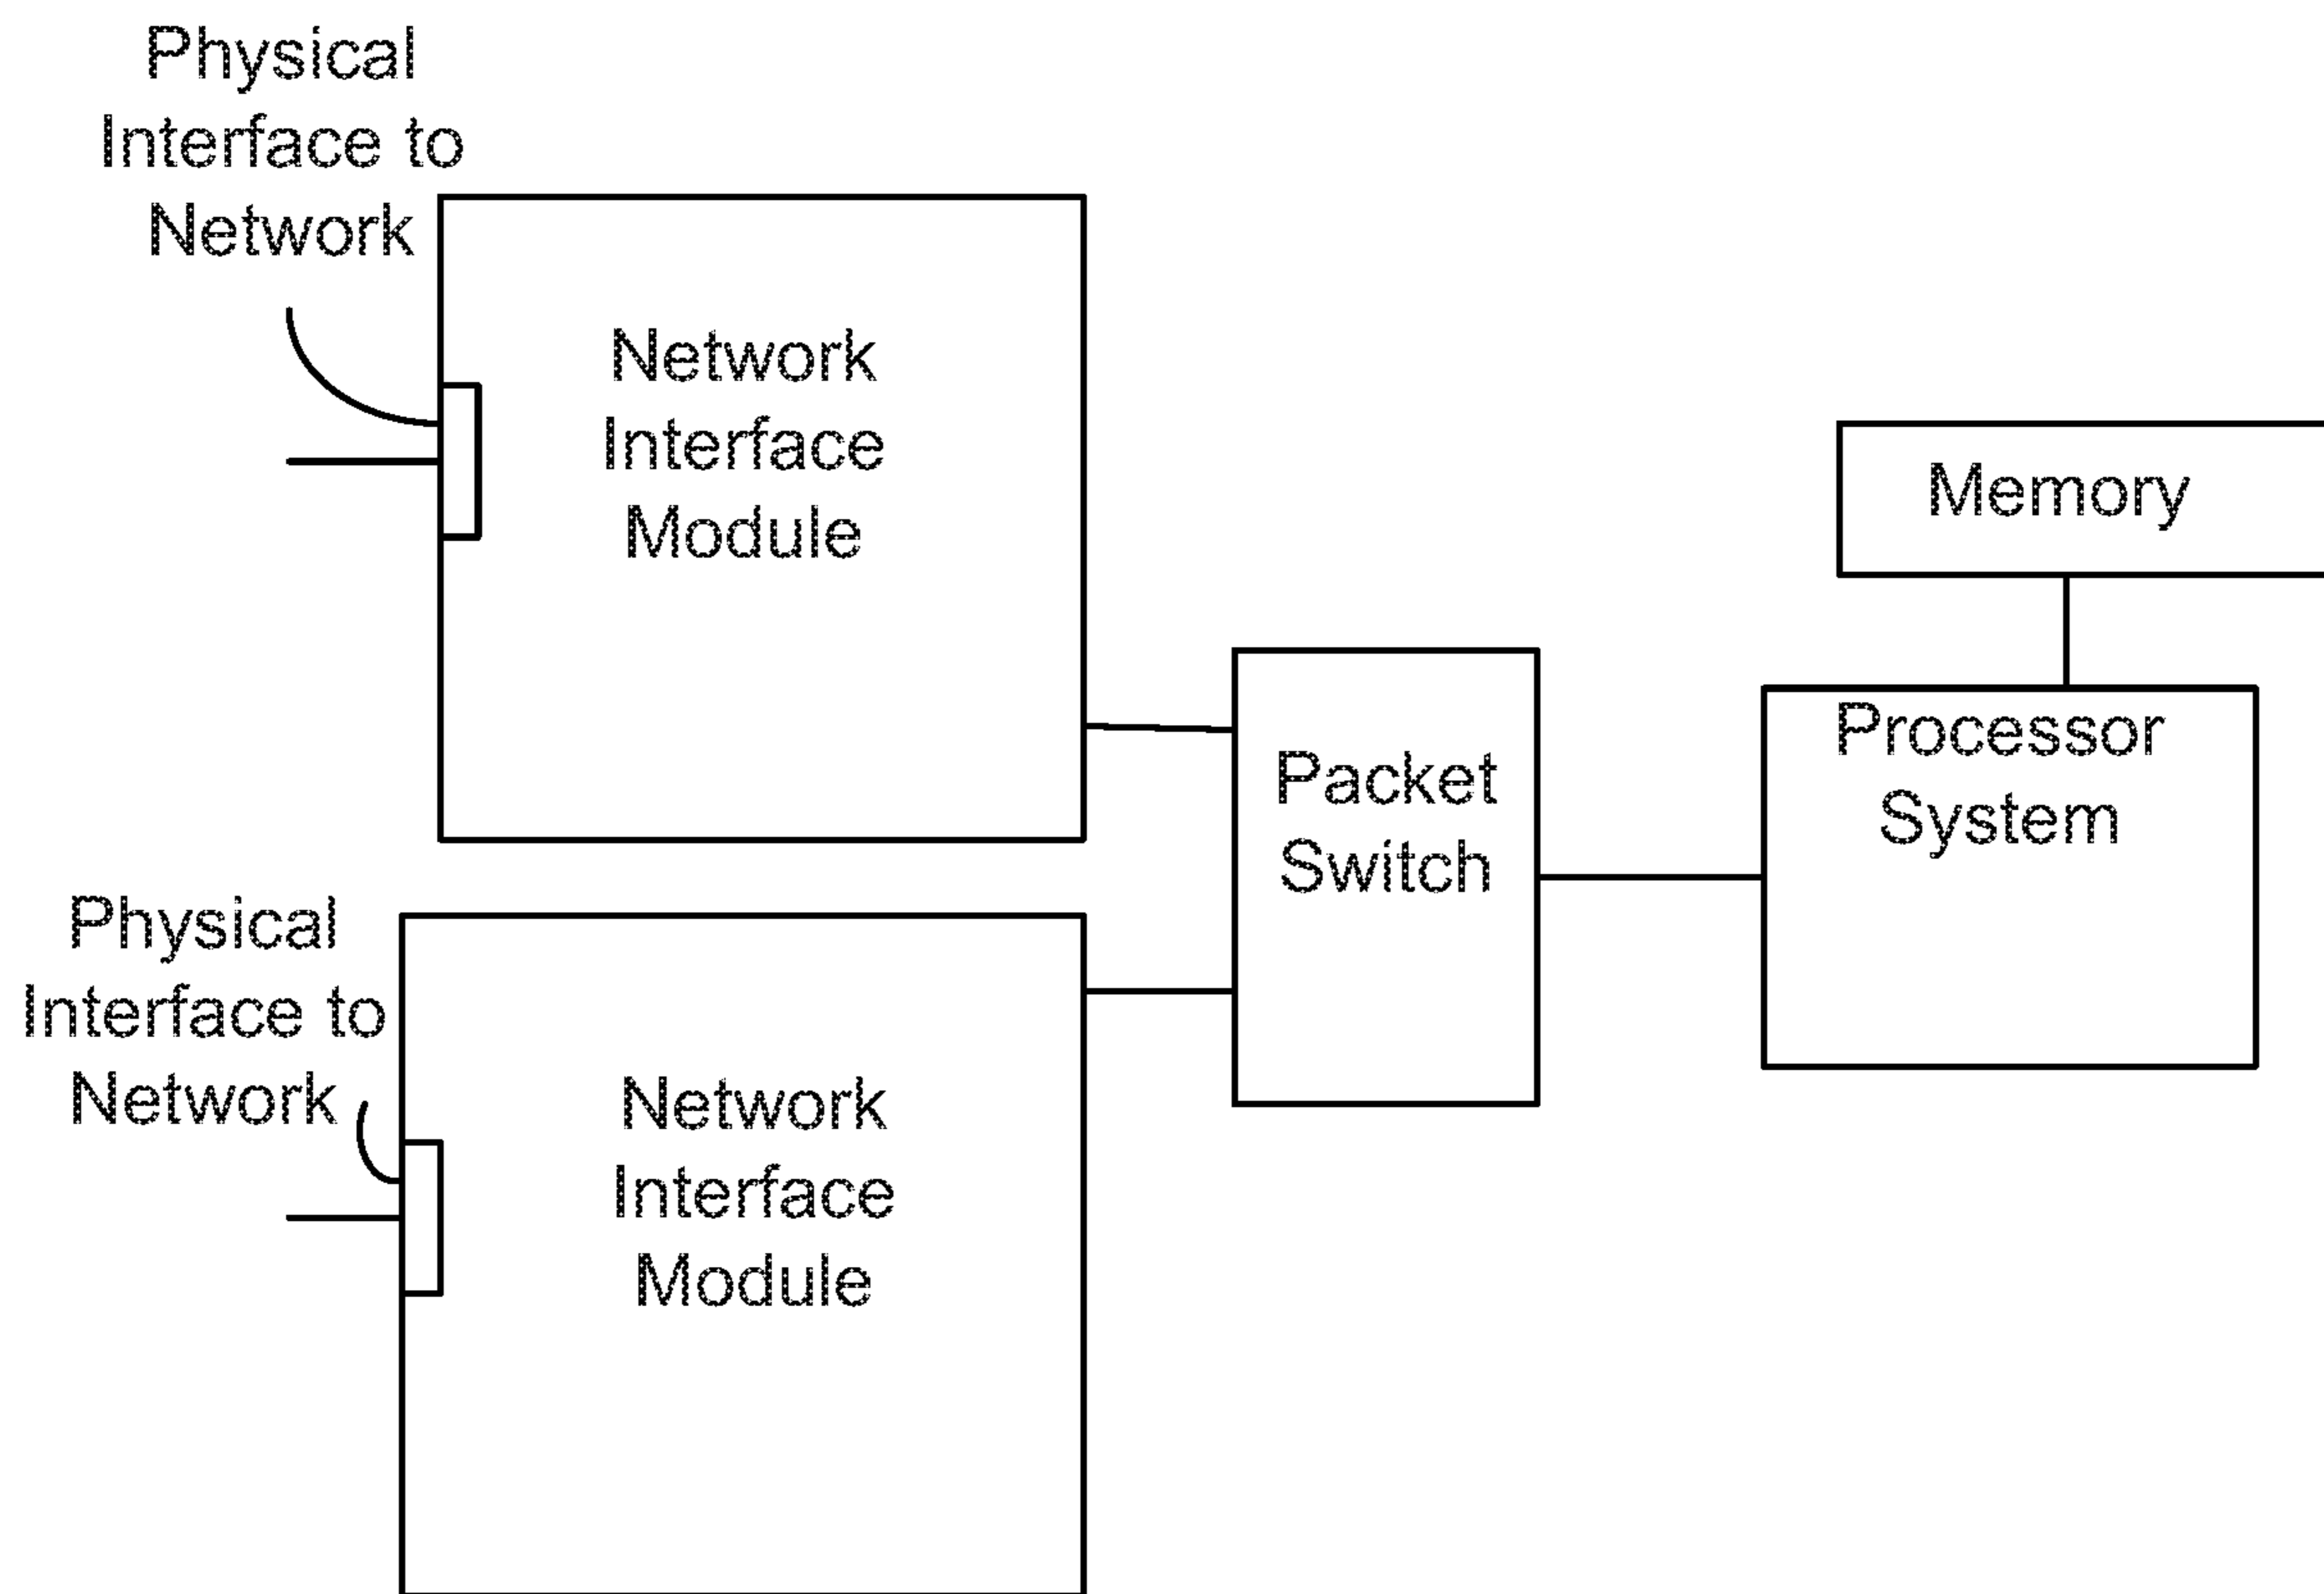 Physical
Interface to
Network
Network
Interface
Module
Memory
Processor
System
Packet
Switch
Physical
Interface to
Network
Network
Interface
Module